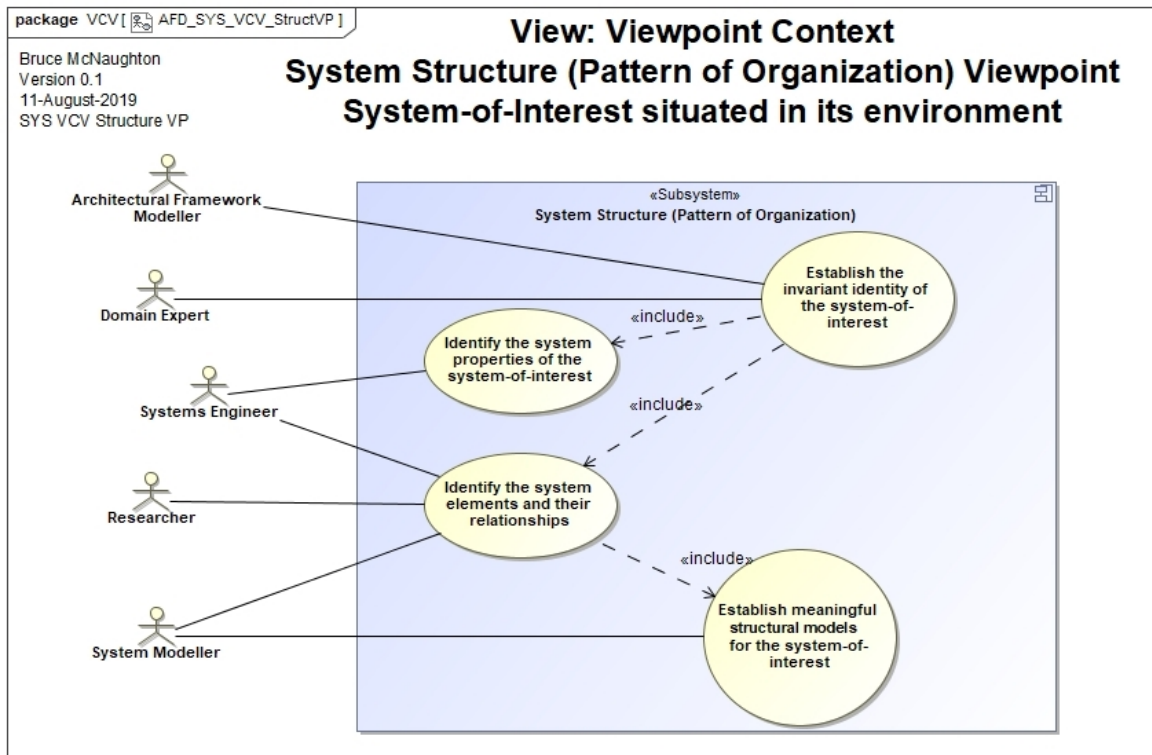 package VCV [ AFD_SYS_VCV_StructVP ]
View: Viewpoint Context
System Structure (Pattern of Organization) Viewpoint
System-of-Interest situated in its environment
Bruce McNaughton
Version 0.1
11-August-2019
SYS VCV Structure VP
Architectural Framework
Modeller
Domain Expert
Systems Engineer
Researcher
System Modeller
«Subsystem»
System Structure (Pattern of Organization)
Establish the
invariant identity of
the system-of-
interest
«include»
Identify the system
properties of the
system-of-interest
«include»
Identify the system
elements and their
relationships
«include»
Establish meaningful
structural models
for the system-of-
interest